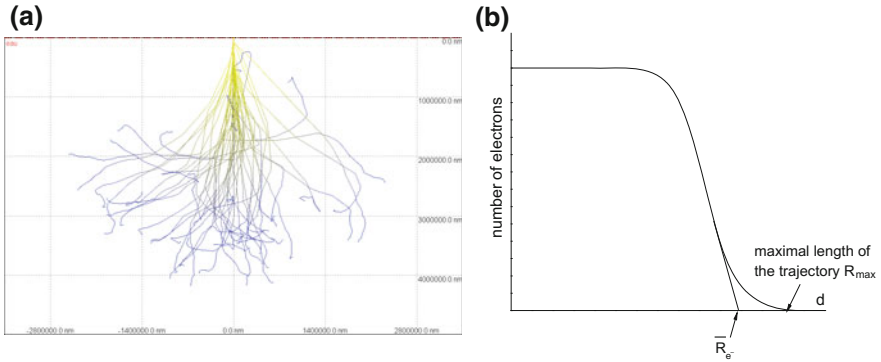 (a)
0.0 nm
1000000.0 nm
2000000.0 nm
3000000.0 nm
4000000.0 nm
-2800000.0 nm
-1400000.0 nm
0.0 nm
1400000.0 nm
2800000.0 nm
(b)
number of electrons
maximal length of
the trajectory Rmax
d
R̅e-